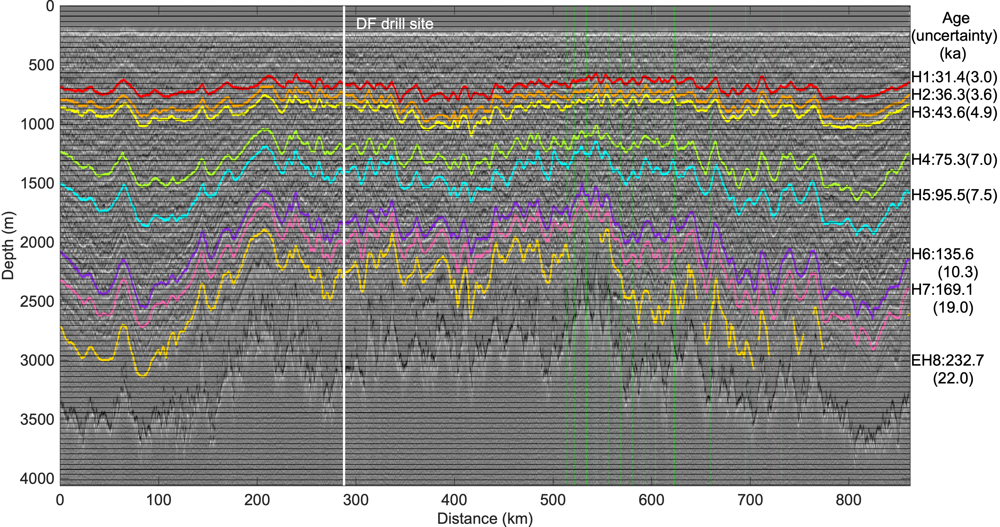 0
500
1000
1500
2000
2500
3000
3500
4000
Depth (m)
0
100
200
300
400
500
600
700
800
Distance (km)
DF drill site
Age
(uncertainty)
(ka)
H1:31.4(3.0)
H2:36.3(3.6)
H3:43.6(4.9)
H4:75.3(7.0)
H5:95.5(7.5)
H6:135.6
(10.3)
H7:169.1
(19.0)
EH8:232.7
(22.0)